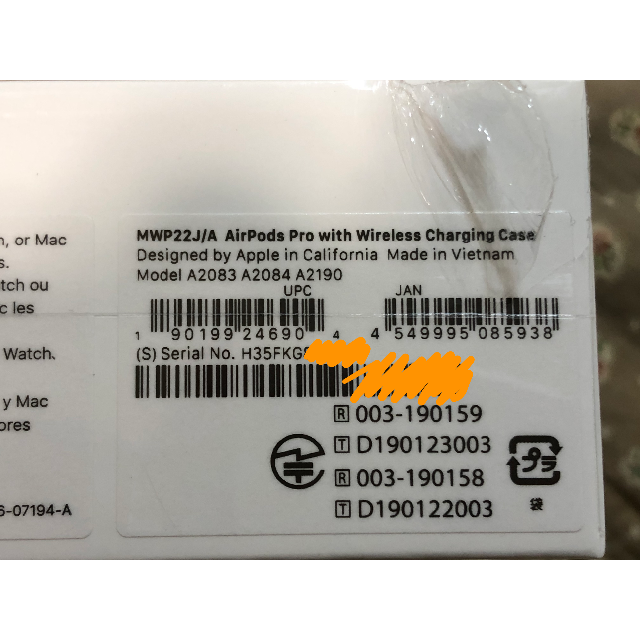 n, or Mac
s.
tch ou
c les
Watch.
y Mac
ores
6-07194-A
MWP22J/A AirPods Pro with Wireless Charging Case
Designed by Apple in California Made in Vietnam
Model A2083 A2084 A2190
UPC JAN
1 90199 24690 4 4 549995 085938
(S) Serial No. H35FKG
R 003-190159
T D190123003
R 003-190158
T D190122003
プラ
袋